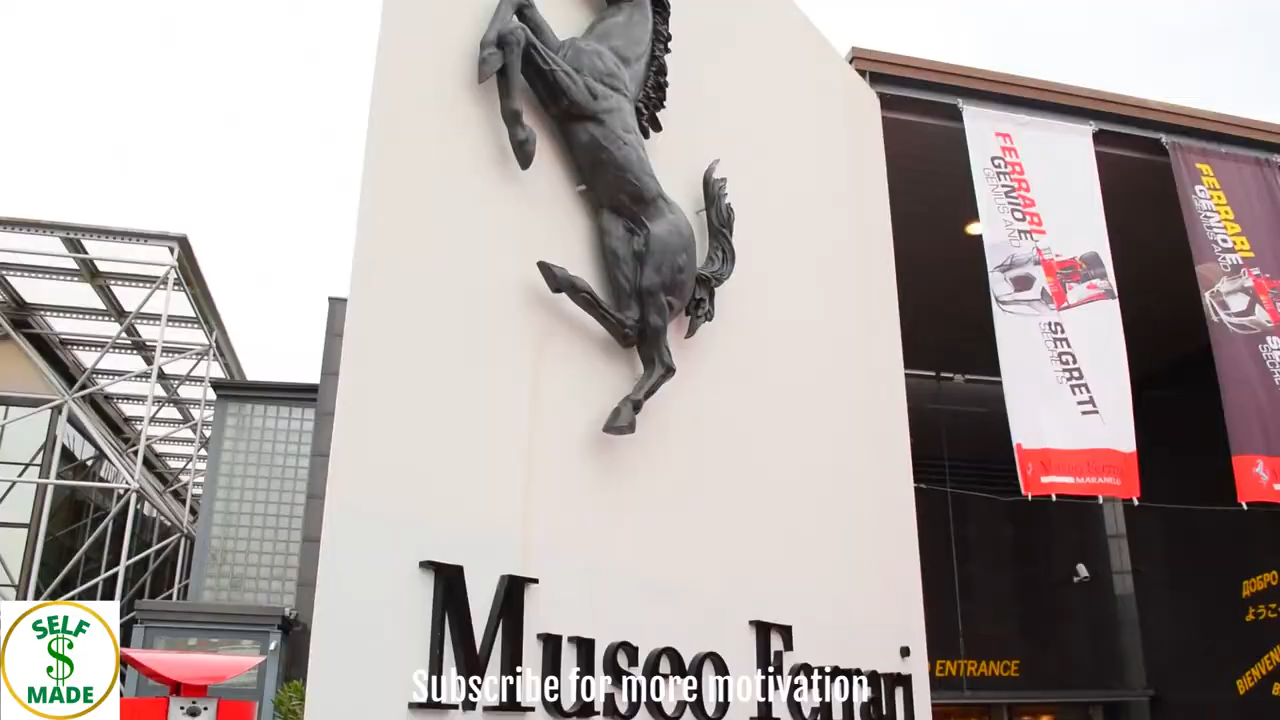 FERRARI
GENIO E
GENIUS AND
SEGRETI
SECRETS
Museo Ferrari
MARANELLO
FERRARI
GENIO E
GENIUS AND
Museo Ferrari
ENTRANCE
ДОБРО
ようこ
BIENVEN
SELF
$
MADE
Subscribe for more motivation